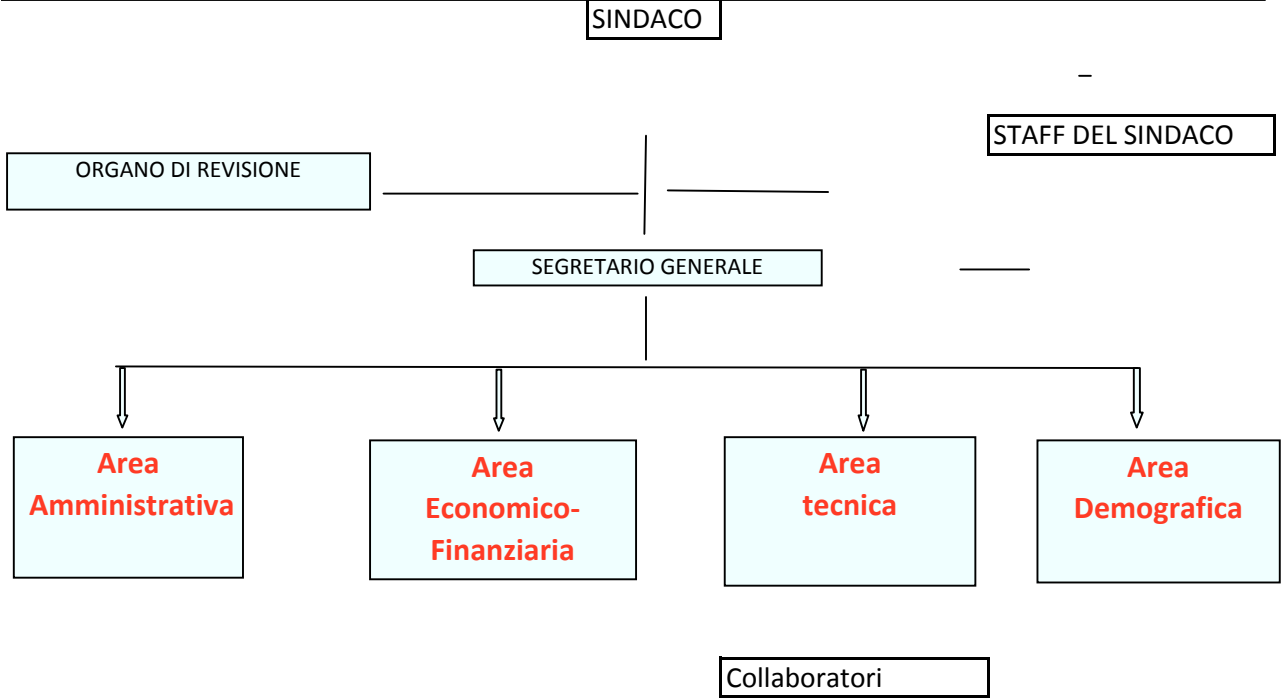 SINDACO
STAFF DEL SINDACO
ORGANO DI REVISIONE
SEGRETARIO GENERALE
Area
Amministrativa
Area
Economico-
Finanziaria
Area
tecnica
Area
Demografica
Collaboratori